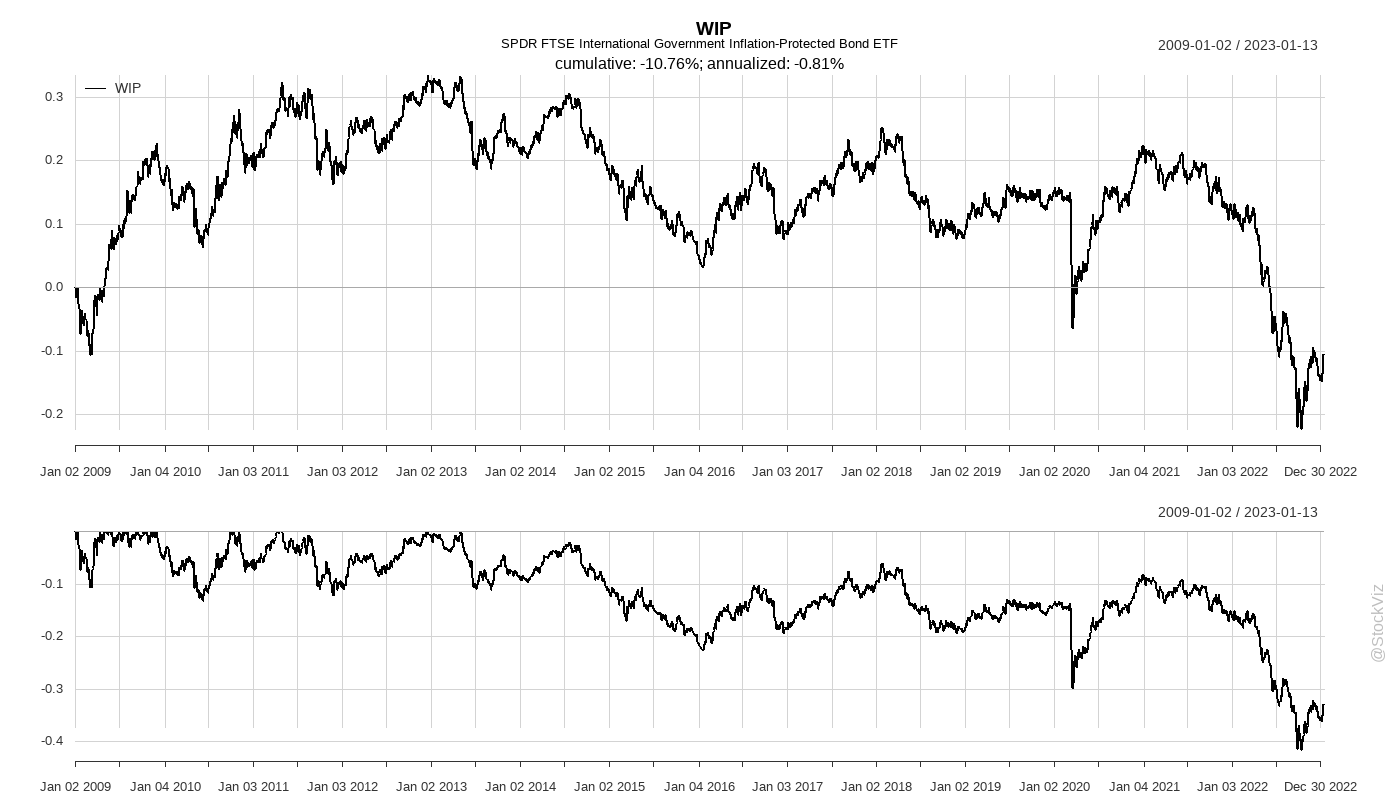 WIP
SPDR FTSE International Government Inflation-Protected Bond ETF
2009-01-02 / 2023-01-13
cumulative: -10.76%; annualized: -0.81%
WIP
0.3
0.2
0.1
0.0
-0.1
-0.2
Jan 02 2009 Jan 04 2010 Jan 03 2011 Jan 03 2012 Jan 02 2013 Jan 02 2014 Jan 02 2015 Jan 04 2016 Jan 03 2017 Jan 02 2018 Jan 02 2019 Jan 02 2020 Jan 04 2021 Jan 03 2022 Dec 30 2022
2009-01-02 / 2023-01-13
-0.1
-0.2
-0.3
-0.4
Jan 02 2009 Jan 04 2010 Jan 03 2011 Jan 03 2012 Jan 02 2013 Jan 02 2014 Jan 02 2015 Jan 04 2016 Jan 03 2017 Jan 02 2018 Jan 02 2019 Jan 02 2020 Jan 04 2021 Jan 03 2022 Dec 30 2022
@StockViz